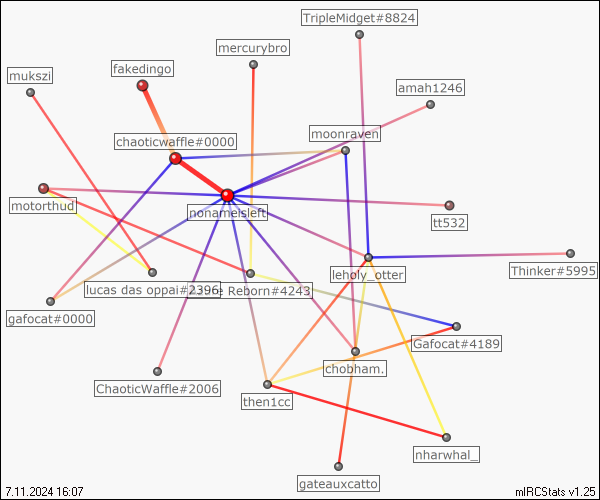 TripleMidget#8824
mercurybro
fakedingo
mukszi
amah1246
moonraven
chaoticwaffle#0000
motorthud
nonameisleft
tt532
Thinker#5995
leholy_otter
lucas das oppai#2396
Reborn#4243
gafocat#0000
Gafocat#4189
chobham.
ChaoticWaffle#2006
then1cc
nharwhal_
gateauxcatto
7.11.2024 16:07
mIRCStats v1.25